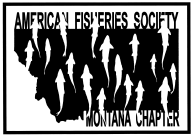 AMERICAN FISHERIES SOCIETY
MONTANA CHAPTER